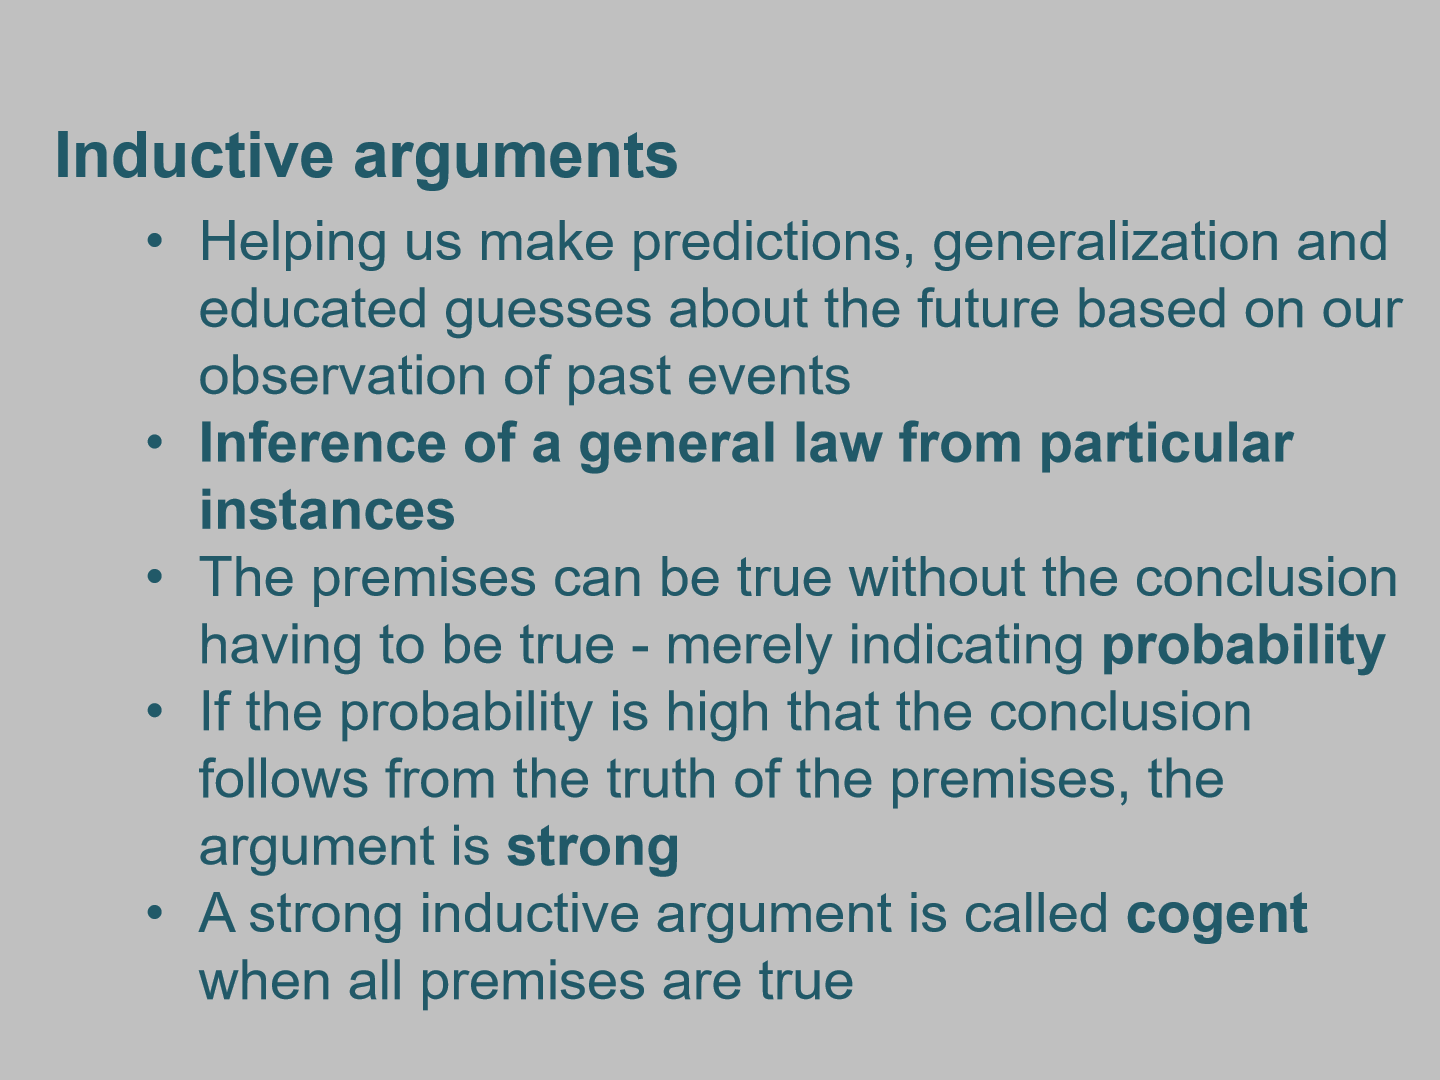 Inductive arguments
• Helping us make predictions, generalization and
educated guesses about the future based on our
observation of past events
• Inference of a general law from particular
instances
• The premises can be true without the conclusion
having to be true - merely indicating probability
• If the probability is high that the conclusion
follows from the truth of the premises, the
argument is strong
• A strong inductive argument is called cogent
when all premises are true